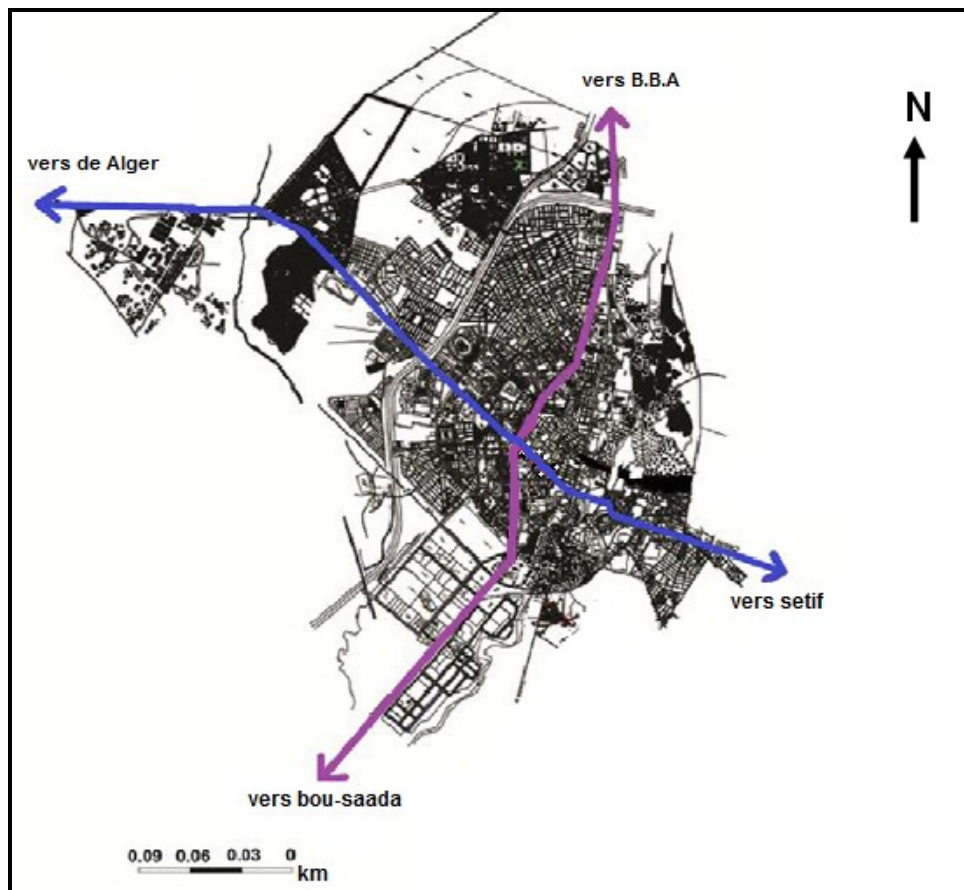 vers B.B.A
N
vers de Alger
vers setif
vers bou-saada
0.09 0.06 0.03 0
km